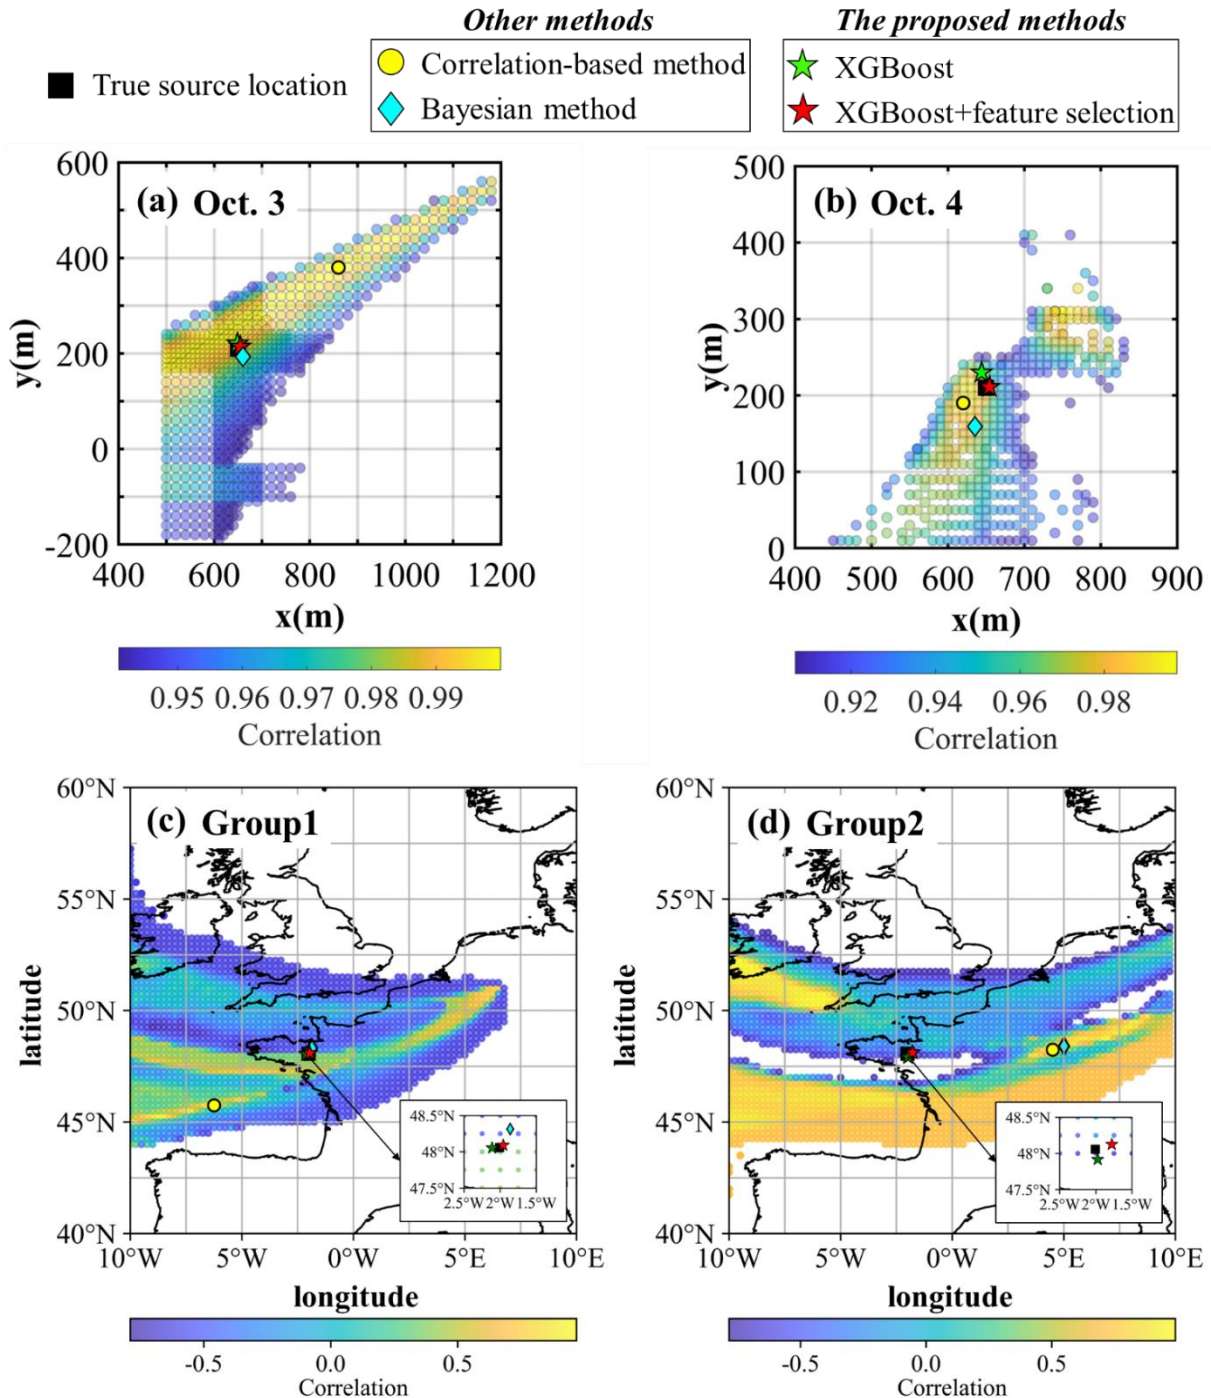 Other methods
The proposed methods
True source location
Correlation-based method
Bayesian method
XGBoost
XGBoost+feature selection
(a) Oct. 3
600
400
200
0
-200
y(m)
400 600 800 1000 1200
x(m)
0.95 0.96 0.97 0.98 0.99
Correlation
(b) Oct. 4
500
400
300
200
100
0
y(m)
400 500 600 700 800 900
x(m)
0.92 0.94 0.96 0.98
Correlation
(c) Group1
60°N
55°N
50°N
45°N
40°N
latitude
48.5°N
48°N
47.5°N
2.5°W 2°W 1.5°W
10°W 5°W 0°W 5°E 10°E
longitude
-0.5 0.0 0.5
Correlation
(d) Group2
60°N
55°N
50°N
45°N
40°N
latitude
48.5°N
48°N
47.5°N
2.5°W 2°W 1.5°W
10°W 5°W 0°W 5°E 10°E
longitude
-0.5 0.0 0.5
Correlation